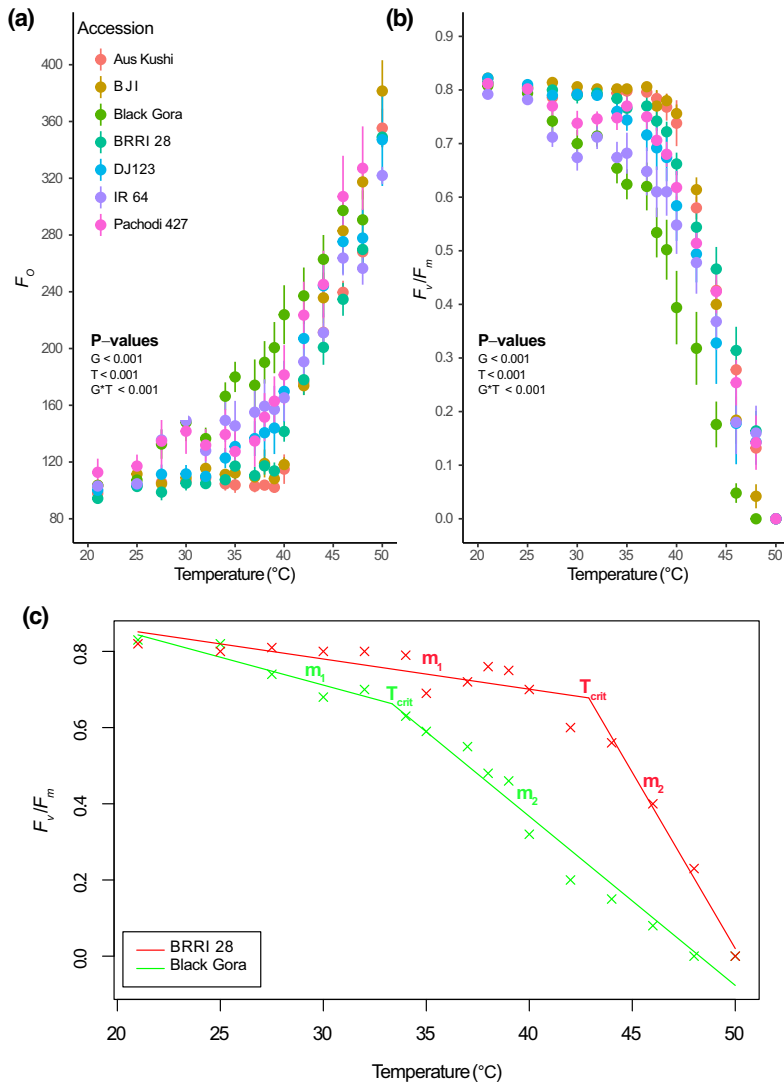 (a)
Accession
Aus Kushi
BJI
Black Gora
BRRI 28
DJ123
IR 64
Pachodi 427
400
360
320
280
240
200
160
120
80
F_O
P–values
G < 0.001
T < 0.001
G*T < 0.001
20 25 30 35 40 45 50
Temperature (°C)
(b)
0.9
0.8
0.7
0.6
0.5
0.4
0.3
0.2
0.1
0.0
F_v/F_m
P–values
G < 0.001
T < 0.001
G*T < 0.001
20 25 30 35 40 45 50
Temperature (°C)
(c)
0.8
0.6
0.4
0.2
0.0
F_v/F_m
m_1
m_1
T_crit
T_crit
m_2
m_2
BRRI 28
Black Gora
20 25 30 35 40 45 50
Temperature (°C)